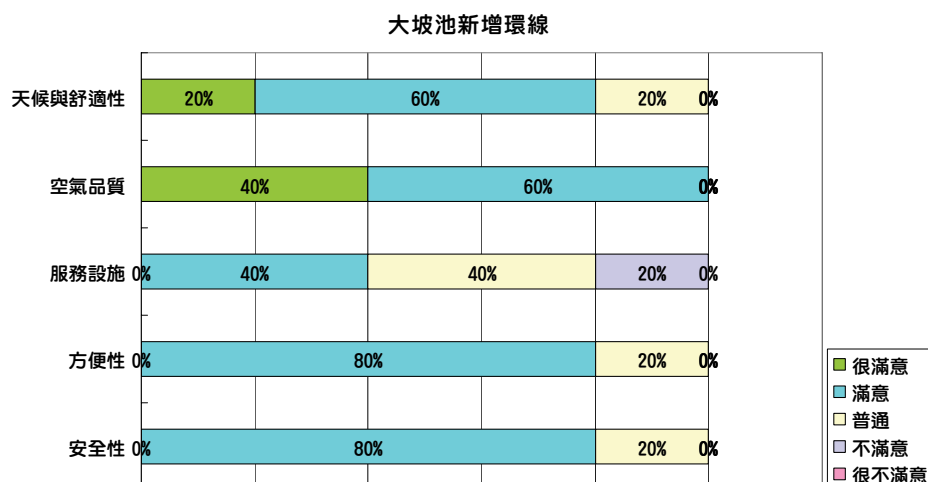 大坡池新增環線
天候與舒適性 20% 60% 20% 0%
空氣品質 40% 60% 0%
服務設施 0% 40% 40% 20% 0%
方便性 0% 80% 20% 0%
安全性 0% 80% 20% 0%
很滿意
滿意
普通
不滿意
很不滿意